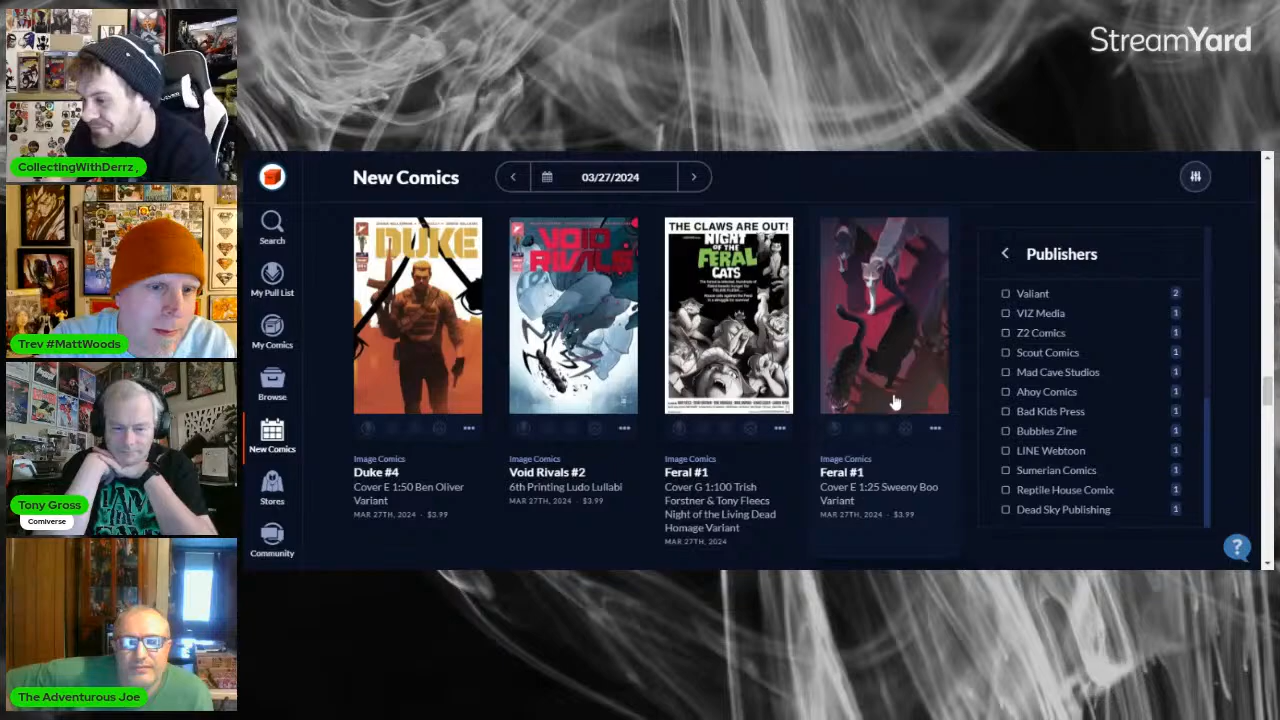 StreamYard
CollectingWithDerrz ,
Trev #MattWoods
Tony Gross
Comiverse
The Adventurous Joe
Search
My Pull List
My Comics
Browse
New Comics
Stores
Community
New Comics
03/27/2024
DUKE
VOID RIVALS
THE CLAWS ARE OUT!
NIGHT
OF THE
FERAL
CATS
Image Comics
Duke #4
Cover E 1:50 Ben Oliver
Variant
MAR 27TH, 2024 · $3.99
Image Comics
Void Rivals #2
6th Printing Ludo Lullabi
MAR 27TH, 2024 · $3.99
Image Comics
Feral #1
Cover G 1:100 Trish
Forstner & Tony Fleecs
Night of the Living Dead
Homage Variant
MAR 27TH, 2024
Image Comics
Feral #1
Cover E 1:25 Sweeny Boo
Variant
MAR 27TH, 2024 · $3.99
Publishers
Valiant 2
VIZ Media 1
Z2 Comics 1
Scout Comics 1
Mad Cave Studios 1
Ahoy Comics 1
Bad Kids Press 1
Bubbles Zine 1
LINE Webtoon 1
Sumerian Comics 1
Reptile House Comix 1
Dead Sky Publishing 1
?